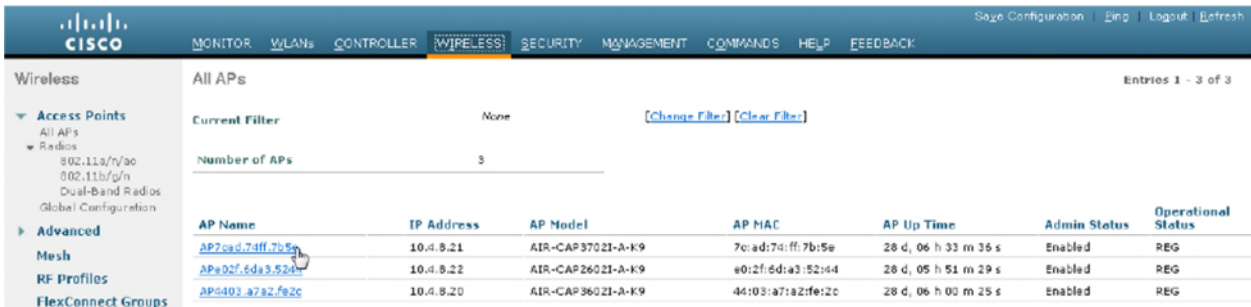 Save Configuration | Ping | Logout | Refresh
CISCO
MONITOR WLANs CONTROLLER WIRELESS SECURITY MANAGEMENT COMMANDS HELP FEEDBACK
Wireless
All APs
Entries 1 - 3 of 3
Access Points
All APs
Radios
802.11a/n/ac
802.11b/g/n
Dual-Band Radios
Global Configuration
Advanced
Mesh
RF Profiles
FlexConnect Groups
Current Filter None [Change Filter] [Clear Filter]
Number of APs 3
AP Name IP Address AP Model AP MAC AP Up Time Admin Status Operational Status
AP7cad.74ff.7b5e 10.4.8.21 AIR-CAP3702I-A-K9 7c:ad:74:ff:7b:5e 28 d, 06 h 33 m 36 s Enabled REG
APe02f.6da3.524 10.4.8.22 AIR-CAP2602I-A-K9 e0:2f:6d:a3:52:44 28 d, 05 h 51 m 29 s Enabled REG
AP4403.a7a2.fe2c 10.4.8.20 AIR-CAP3602I-A-K9 44:03:a7:a2:fe:2c 28 d, 06 h 00 m 25 s Enabled REG